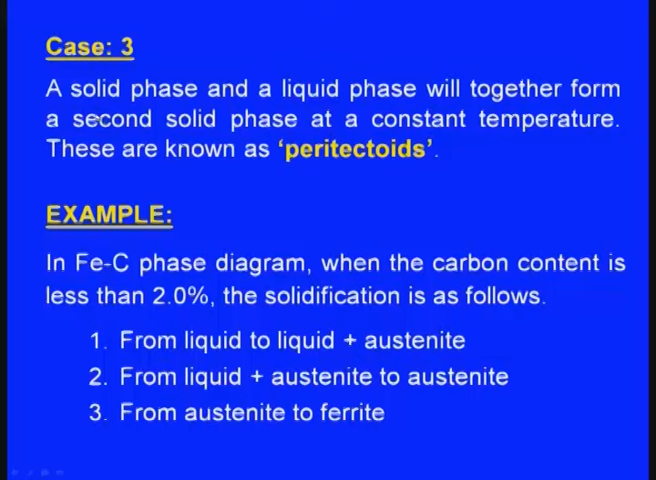 Case: 3
A solid phase and a liquid phase will together form
a second solid phase at a constant temperature.
These are known as ‘peritectoids’.
EXAMPLE:
In Fe-C phase diagram, when the carbon content is
less than 2.0%, the solidification is as follows.
1. From liquid to liquid + austenite
2. From liquid + austenite to austenite
3. From austenite to ferrite